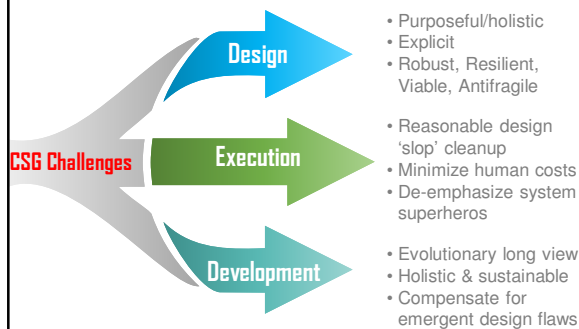 CSG Challenges
Design
• Purposeful/holistic
• Explicit
• Robust, Resilient,
Viable, Antifragile
Execution
• Reasonable design
‘slop’ cleanup
• Minimize human costs
• De-emphasize system
superheros
Development
• Evolutionary long view
• Holistic & sustainable
• Compensate for
emergent design flaws